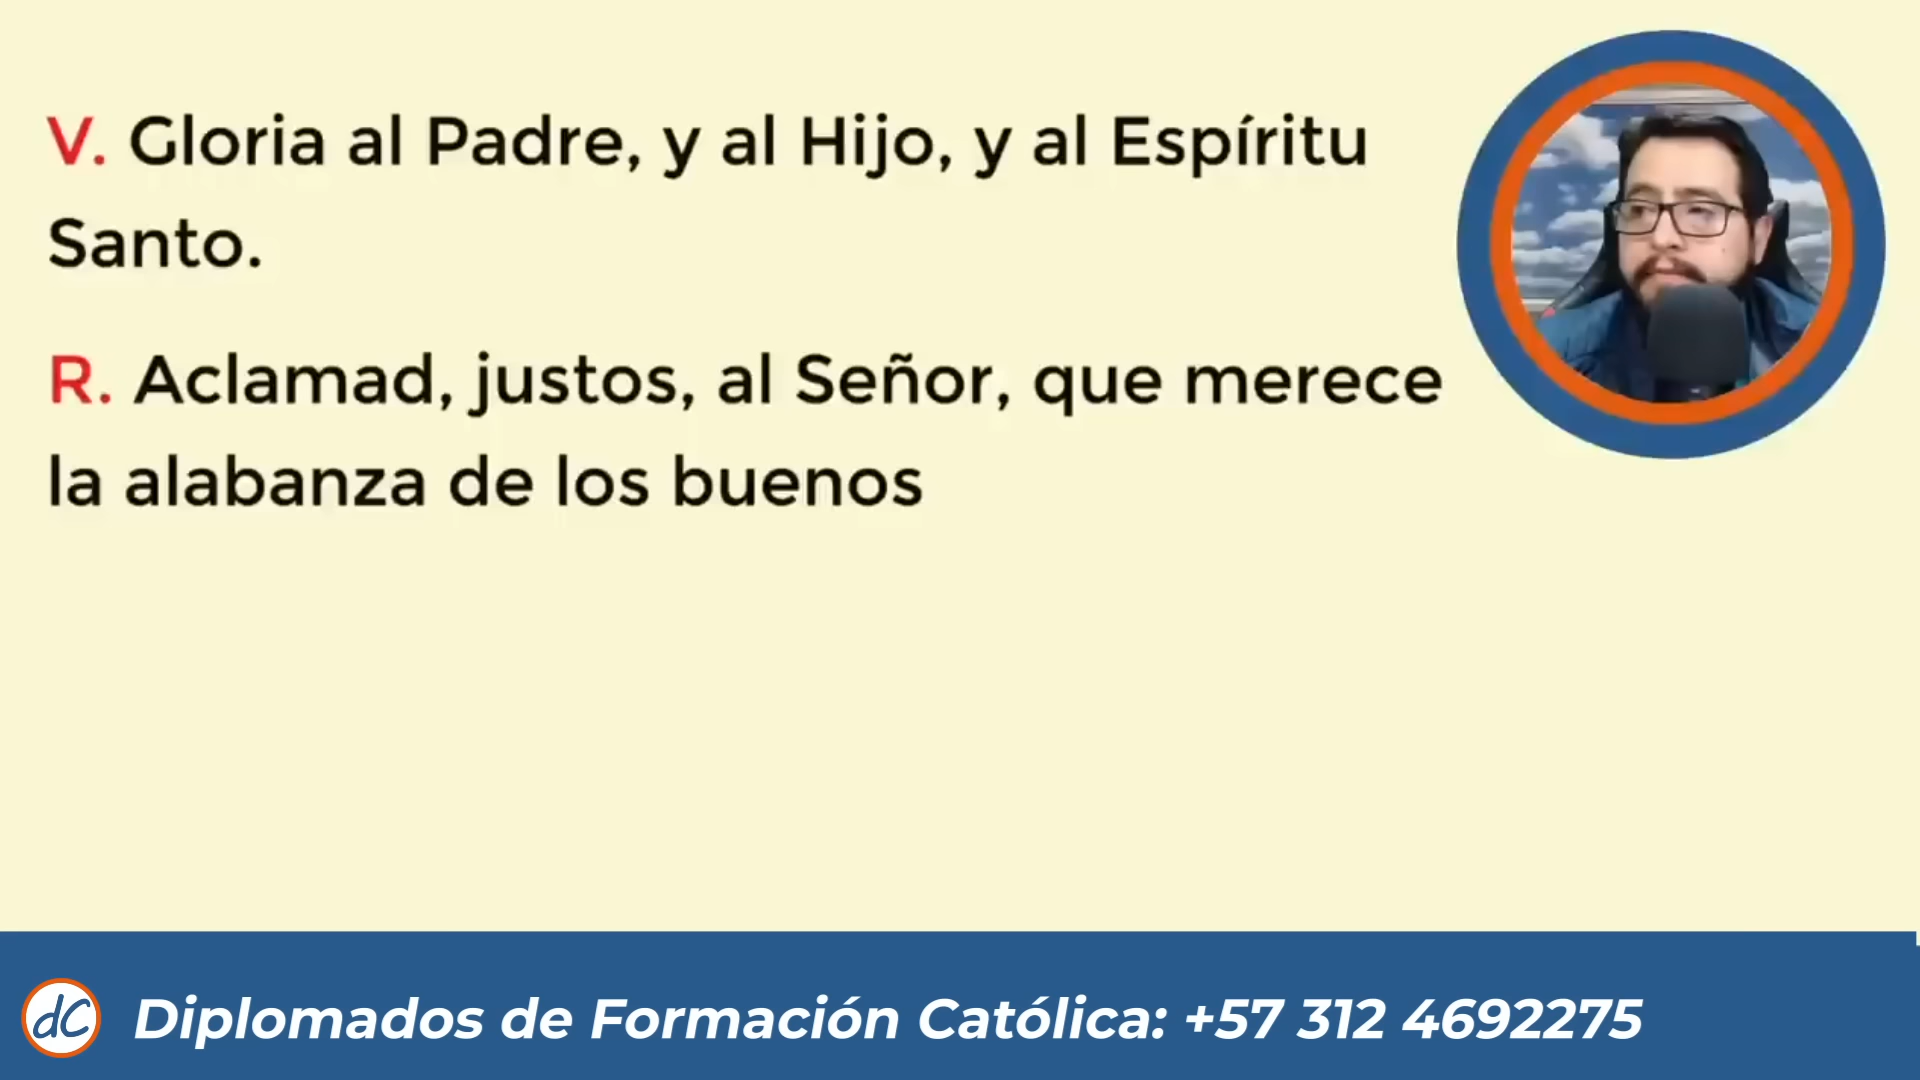 V. Gloria al Padre, y al Hijo, y al Espíritu
Santo.
R. Aclamad, justos, al Señor, que merece
la alabanza de los buenos
dC Diplomados de Formación Católica: +57 312 4692275